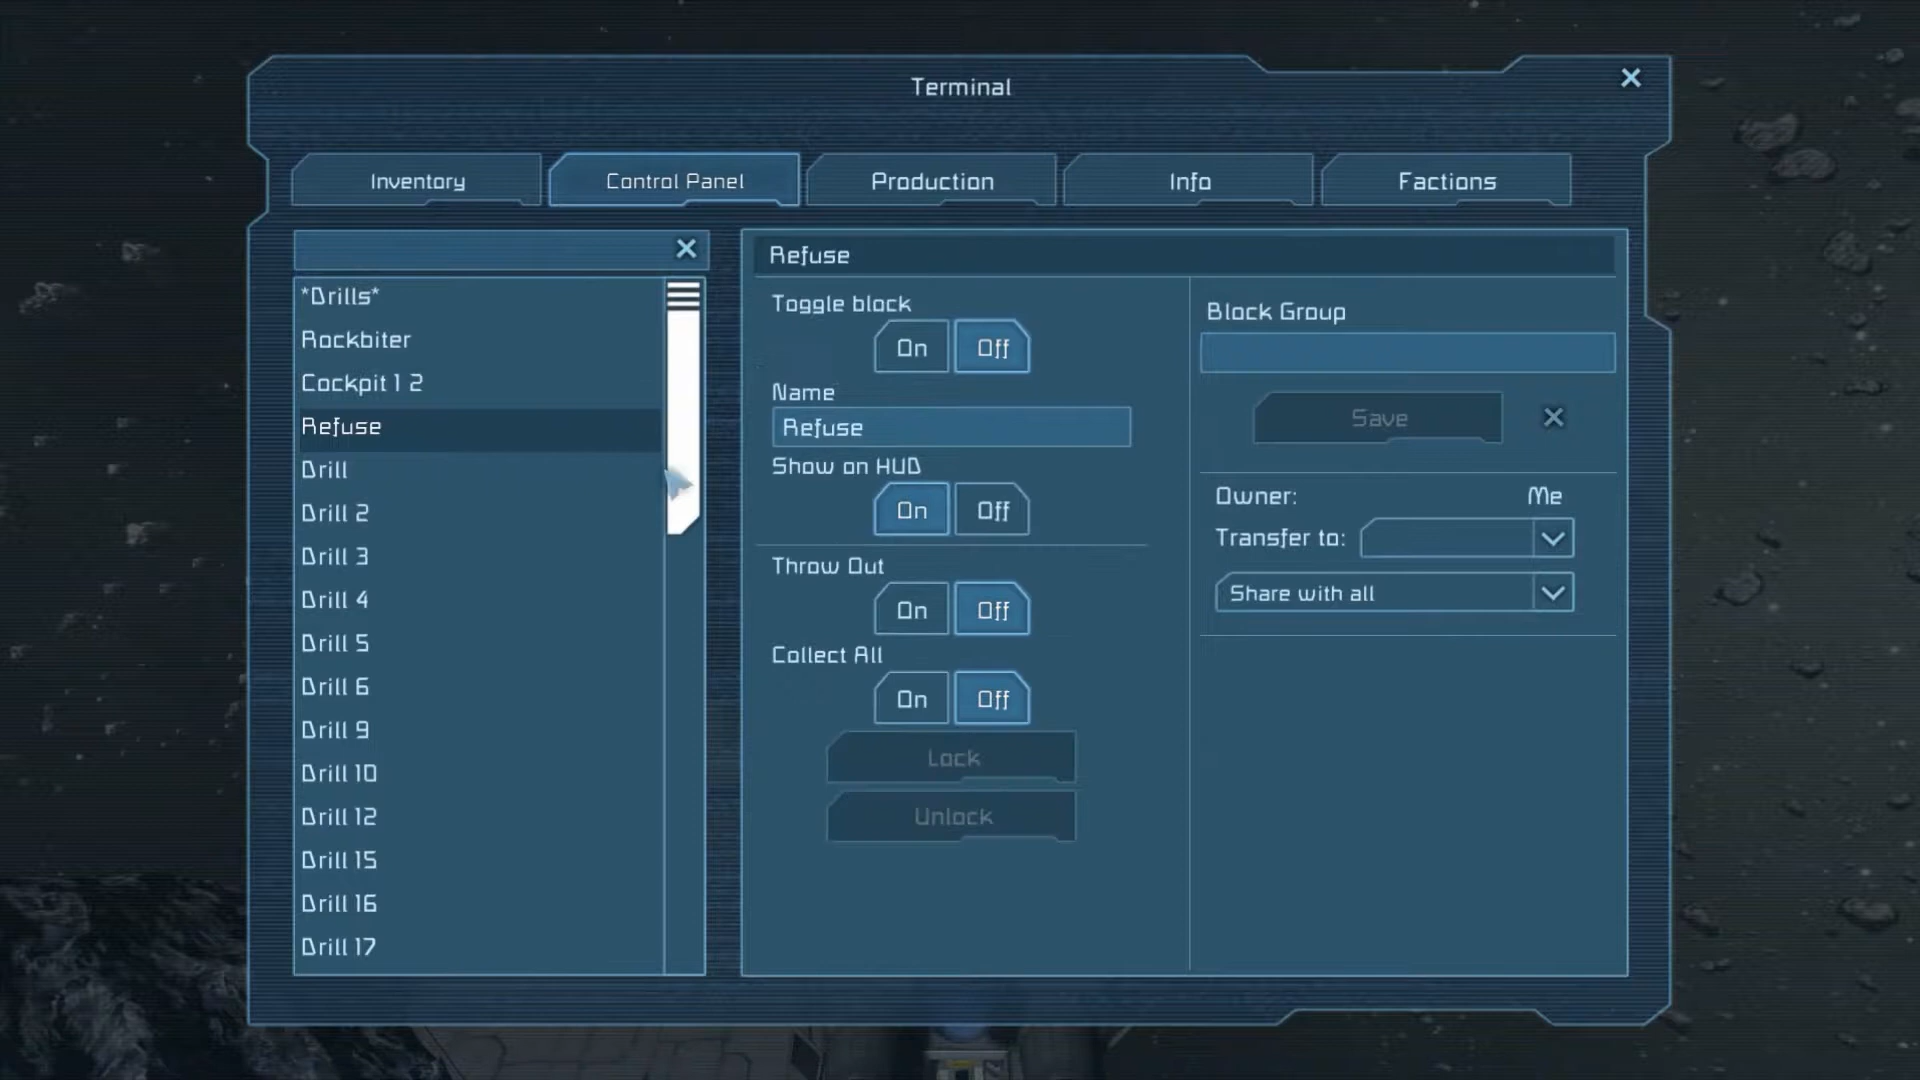 Terminal
Inventory
Control Panel
Production
Info
Factions
*Drills*
Rockbiter
Cockpit 1 2
Refuse
Drill
Drill 2
Drill 3
Drill 4
Drill 5
Drill 6
Drill 9
Drill 10
Drill 12
Drill 15
Drill 16
Drill 17
Refuse
Toggle block
On Off
Name
Refuse
Show on HUD
On Off
Throw Out
On Off
Collect All
On Off
Lock
Unlock
Block Group
Save
Owner: Me
Transfer to:
Share with all